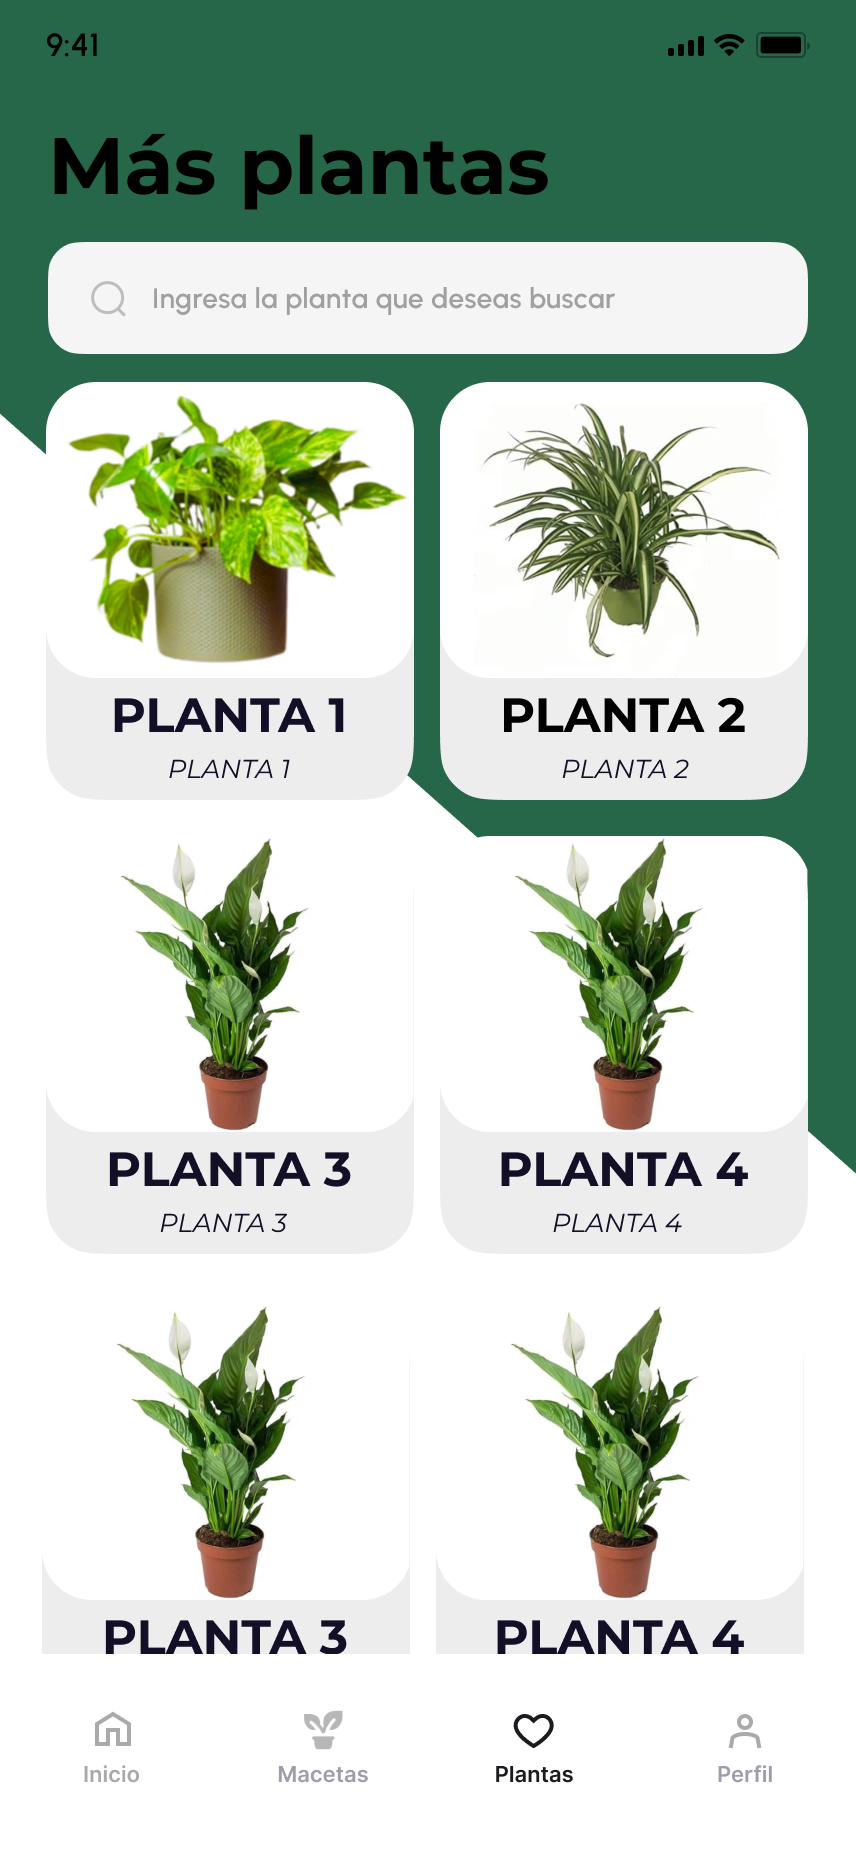 9:41
Más plantas
Ingresa la planta que deseas buscar
PLANTA 1
PLANTA 1
PLANTA 2
PLANTA 2
PLANTA 3
PLANTA 3
PLANTA 4
PLANTA 4
PLANTA 3
PLANTA 4
Inicio
Macetas
Plantas
Perfil